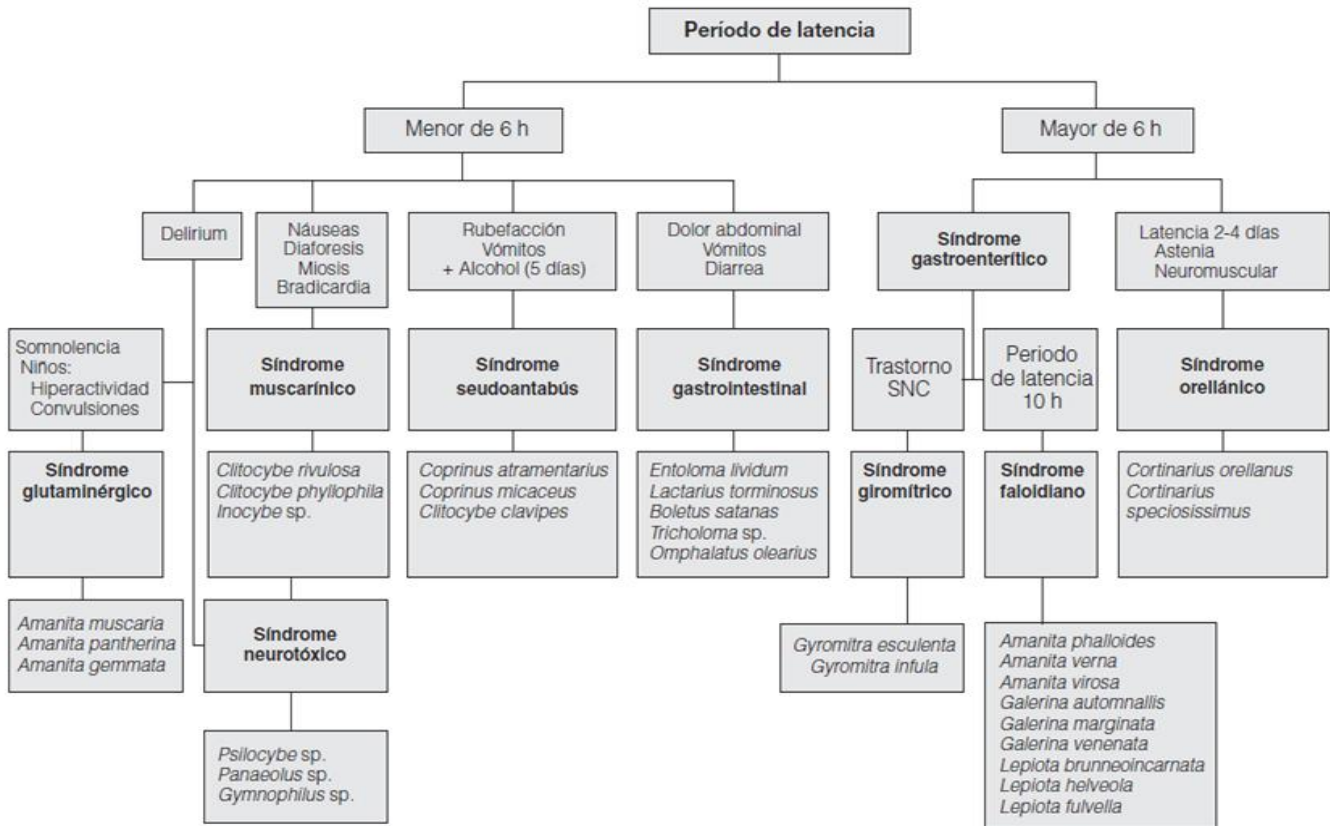 Período de latencia
Menor de 6 h
Mayor de 6 h
Delirium
Náuseas
Diaforesis
Miosis
Bradicardia
Rubefacción
Vómitos
+ Alcohol (5 días)
Dolor abdominal
Vómitos
Diarrea
Síndrome
gastroenterítico
Latencia 2-4 días
Astenia
Neuromuscular
Somnolencia
Niños:
Hiperactividad
Convulsiones
Síndrome
muscarínico
Síndrome
seudoantabús
Síndrome
gastrointestinal
Trastorno
SNC
Periodo
de latencia
10 h
Síndrome
orellánico
Síndrome
glutaminérgico
Clitocybe rivulosa
Clitocybe phyllophila
Inocybe sp.
Coprinus atramentarius
Coprinus micaceus
Clitocybe clavipes
Entoloma lividum
Lactarius torminosus
Boletus satanas
Tricholoma sp.
Omphalatus olearius
Síndrome
giromítrico
Síndrome
faloidiano
Cortinarius orellanus
Cortinarius
speciosissimus
Amanita muscaria
Amanita pantherina
Amanita gemmata
Síndrome
neurotóxico
Gyromitra esculenta
Gyromitra infula
Amanita phalloides
Amanita verna
Amanita virosa
Galerina automnallis
Galerina marginata
Galerina venenata
Lepiota brunneoincarnata
Lepiota helveola
Lepiota fulvella
Psilocybe sp.
Panaeolus sp.
Gymnophilus sp.